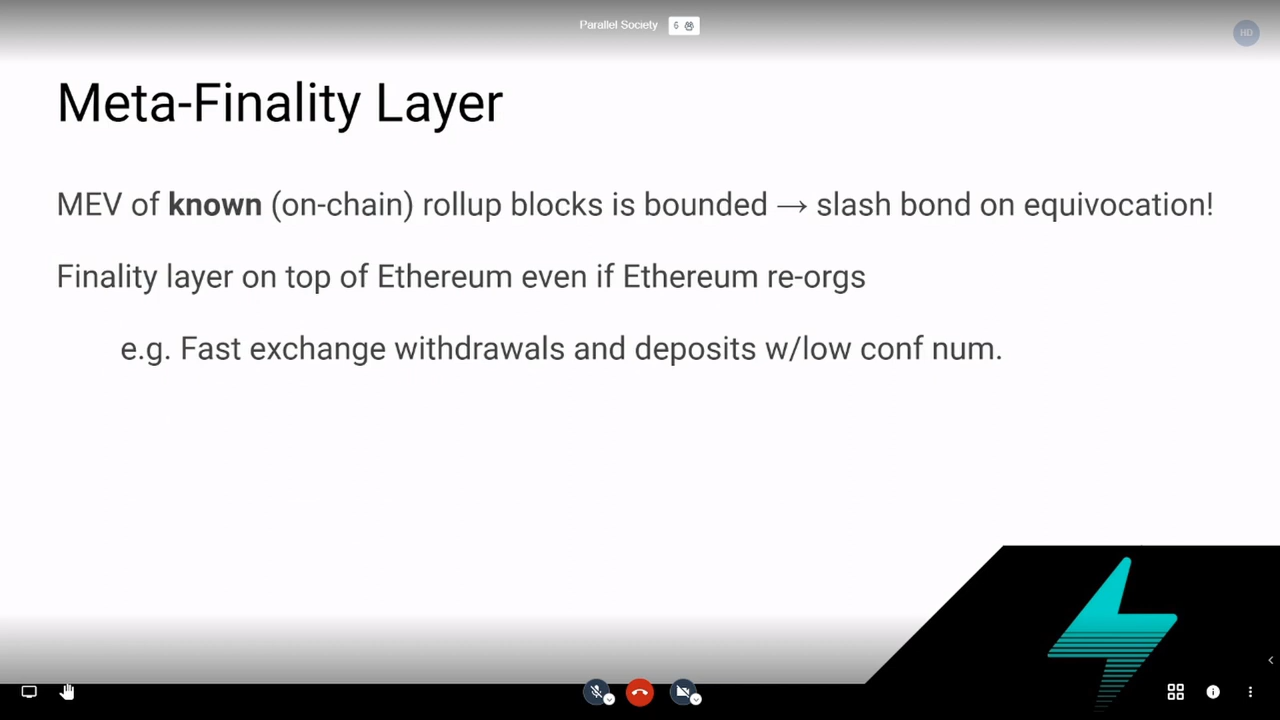 Parallel Society 6
HD
Meta-Finality Layer
MEV of known (on-chain) rollup blocks is bounded → slash bond on equivocation!
Finality layer on top of Ethereum even if Ethereum re-orgs
e.g. Fast exchange withdrawals and deposits w/low conf num.